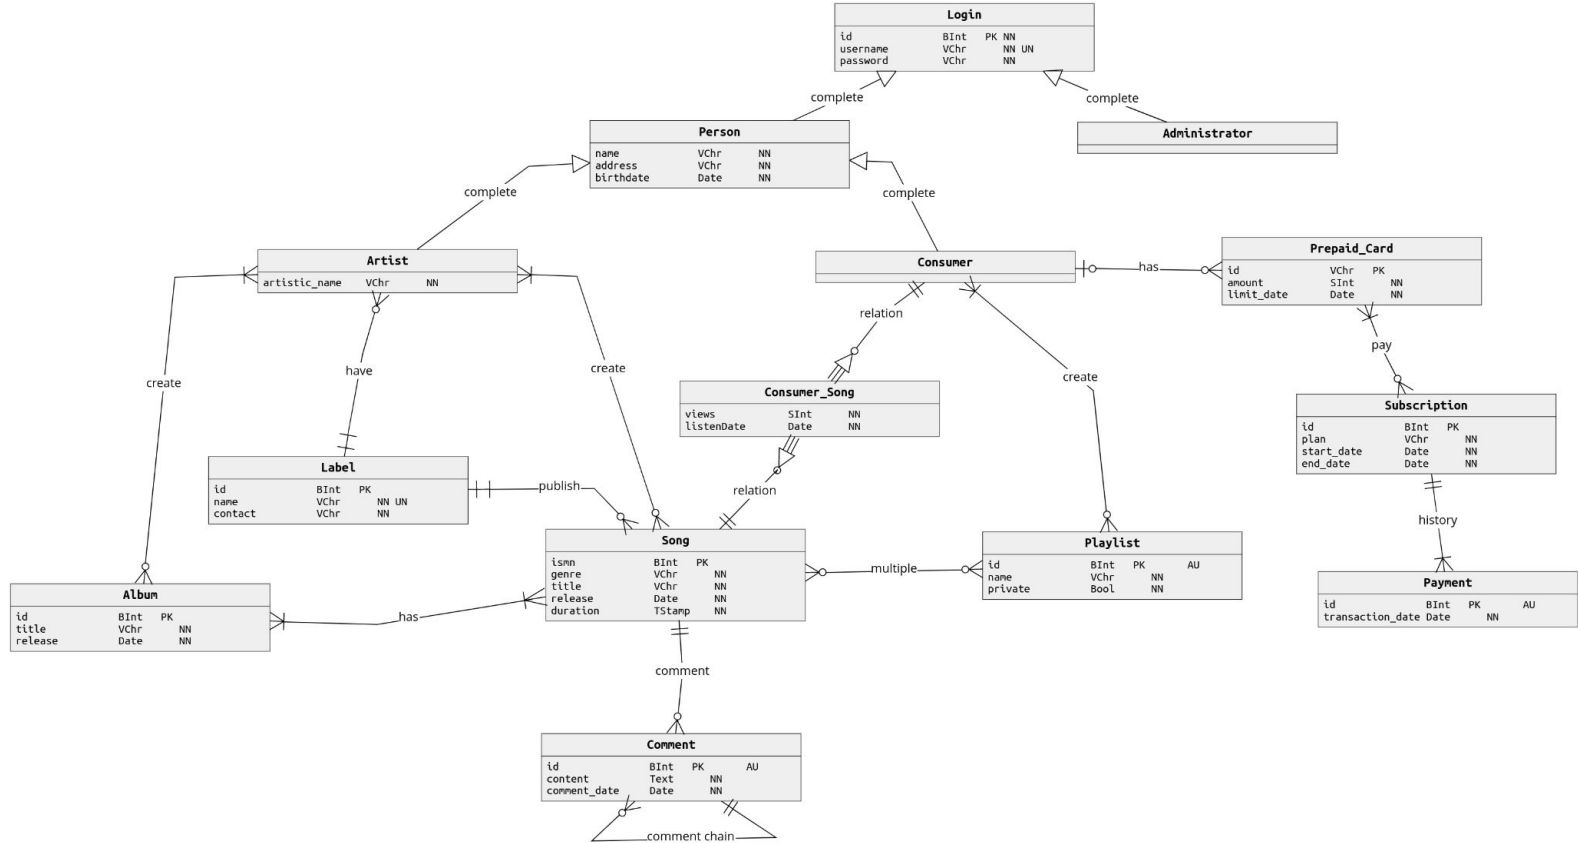 Login
id BInt PK NN
username VChr NN UN
password VChr NN
complete
complete
Person
name VChr NN
address VChr NN
birthdate Date NN
Administrator
complete
complete
Artist
artistic_name VChr NN
Consumer
has
Prepaid_Card
id VChr PK
amount SInt NN
limit_date Date NN
relation
pay
create
have
create
create
Consumer_Song
views SInt NN
listenDate Date NN
Subscription
id BInt PK
plan VChr NN
start_date Date NN
end_date Date NN
Label
id BInt PK
name VChr NN UN
contact VChr NN
publish
relation
history
Song
ismn BInt PK
genre VChr NN
title VChr NN
release Date NN
duration TStamp NN
multiple
Playlist
id BInt PK AU
name VChr NN
private Bool NN
Payment
id BInt PK AU
transaction_date Date NN
Album
id BInt PK
title VChr NN
release Date NN
has
comment
Comment
id BInt PK AU
content Text NN
comment_date Date NN
comment chain